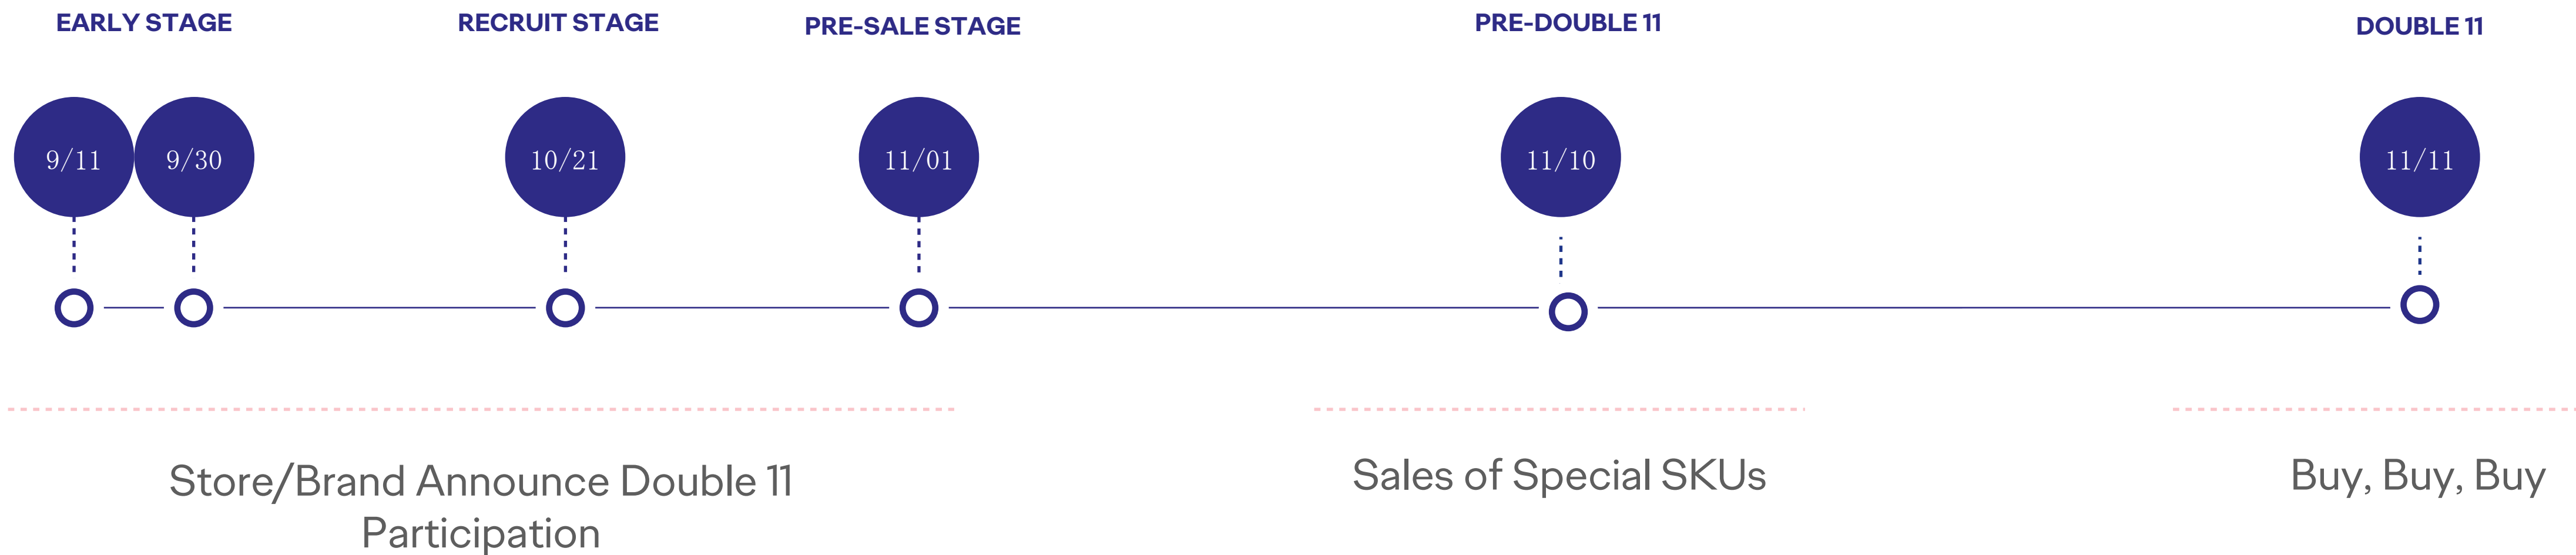 EARLY STAGE
RECRUIT STAGE
PRE-SALE STAGE
PRE-DOUBLE 11
DOUBLE 11
9/11
9/30
10/21
11/01
11/10
11/11
Store/Brand Announce Double 11
Participation
Sales of Special SKUs
Buy, Buy, Buy